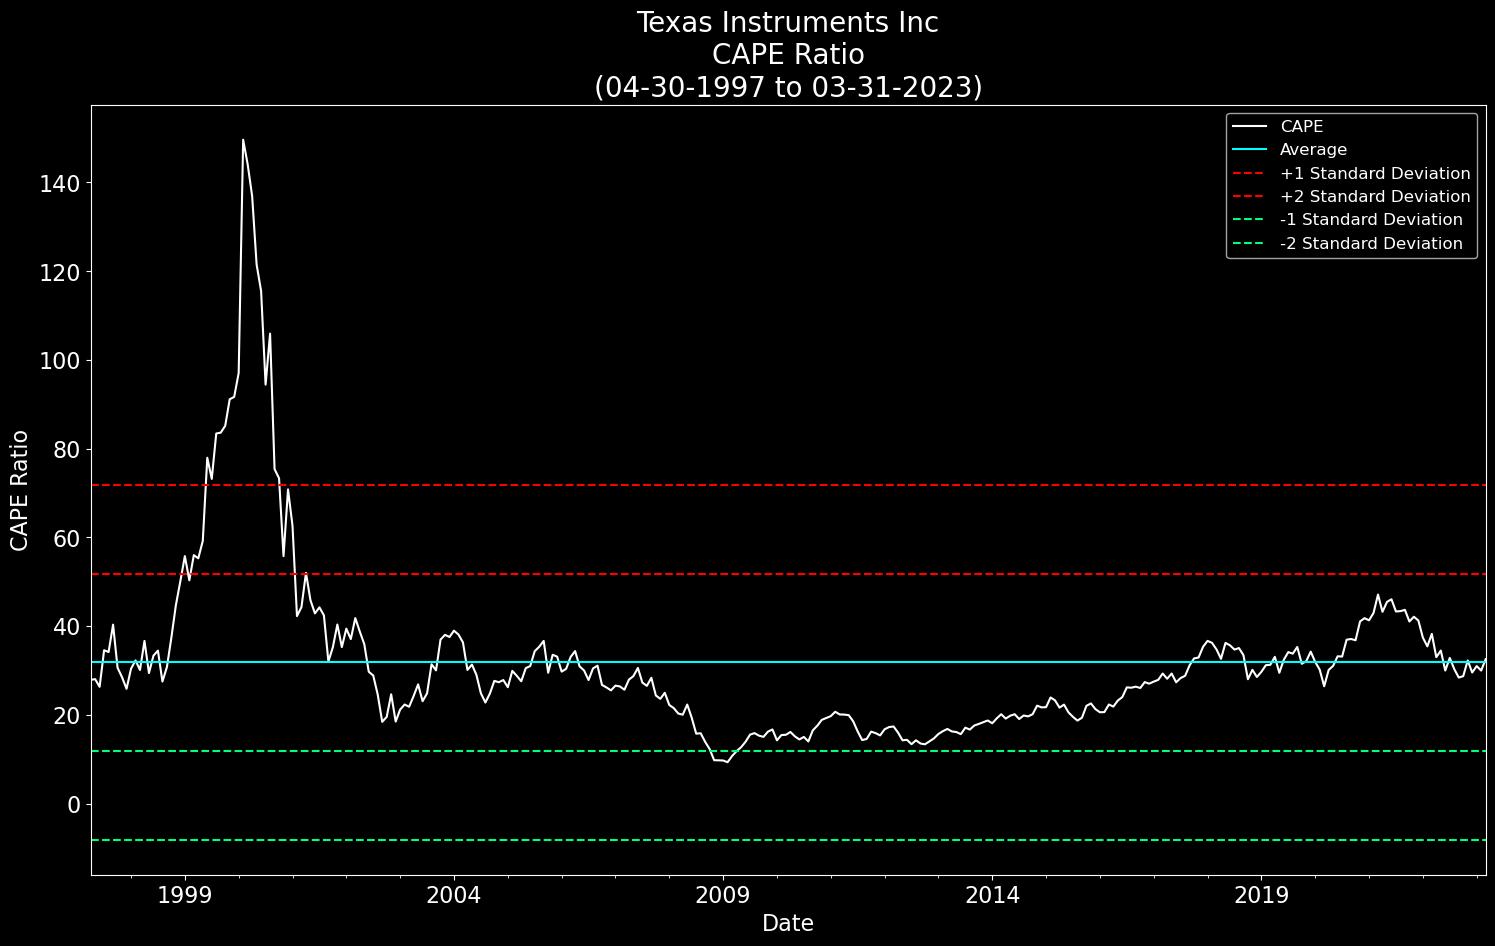 Texas Instruments Inc
CAPE Ratio
(04-30-1997 to 03-31-2023)
CAPE
Average
+1 Standard Deviation
+2 Standard Deviation
-1 Standard Deviation
-2 Standard Deviation
CAPE Ratio
140
120
100
80
60
40
20
0
1999
2004
2009
2014
2019
Date